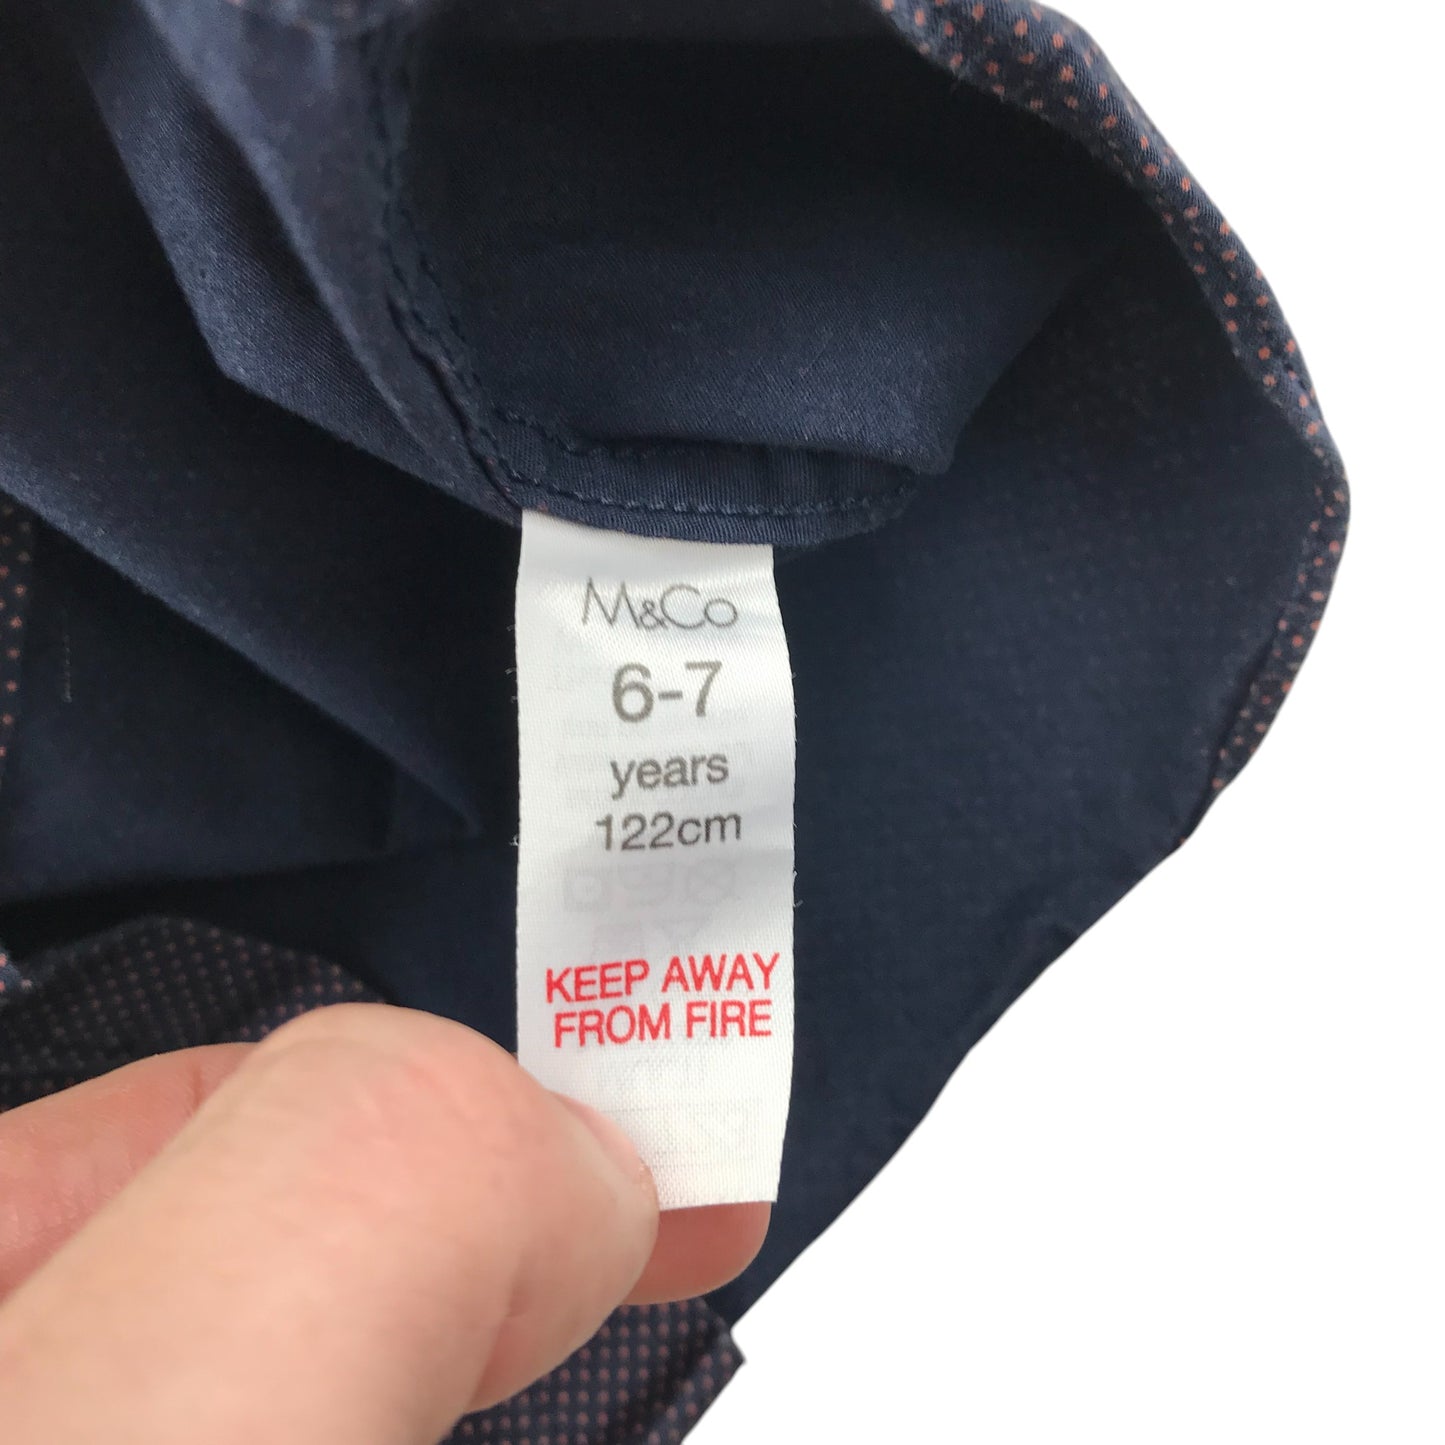 M&Co
6-7
years
122cm
KEEP AWAY
FROM FIRE